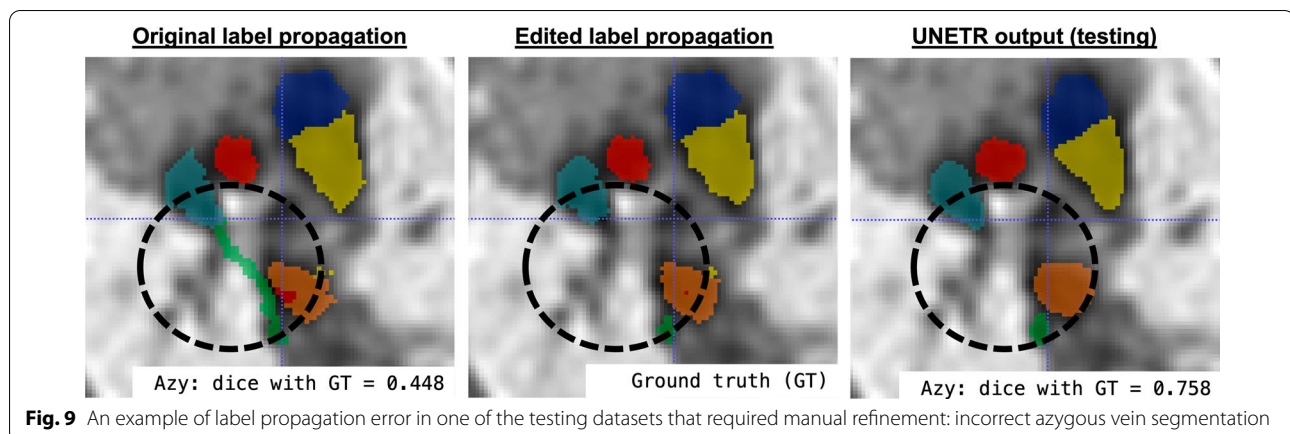 Original label propagation
Edited label propagation
UNETR output (testing)
Azy: dice with GT = 0.448
Ground truth (GT)
Azy: dice with GT = 0.758
Fig. 9 An example of label propagation error in one of the testing datasets that required manual refinement: incorrect azygous vein segmentation